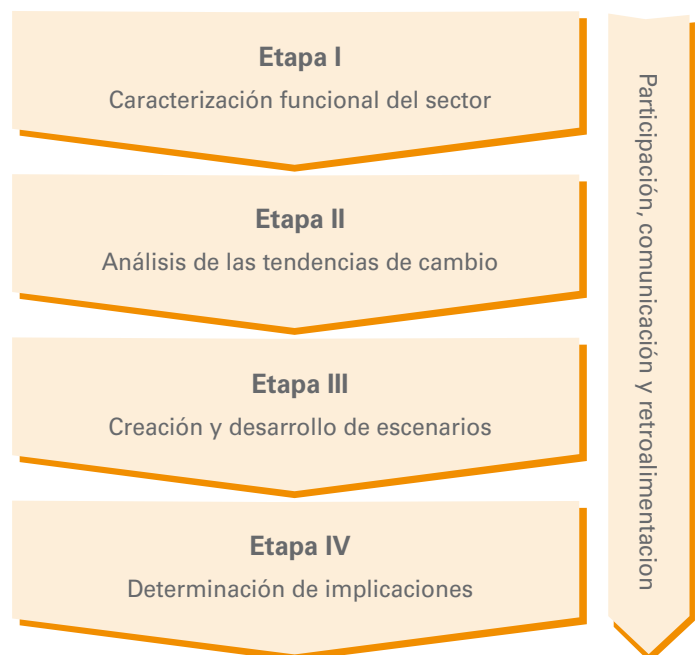 Etapa I
Caracterización funcional del sector
Etapa II
Análisis de las tendencias de cambio
Etapa III
Creación y desarrollo de escenarios
Etapa IV
Determinación de implicaciones
Participación, comunicación y retroalimentacion